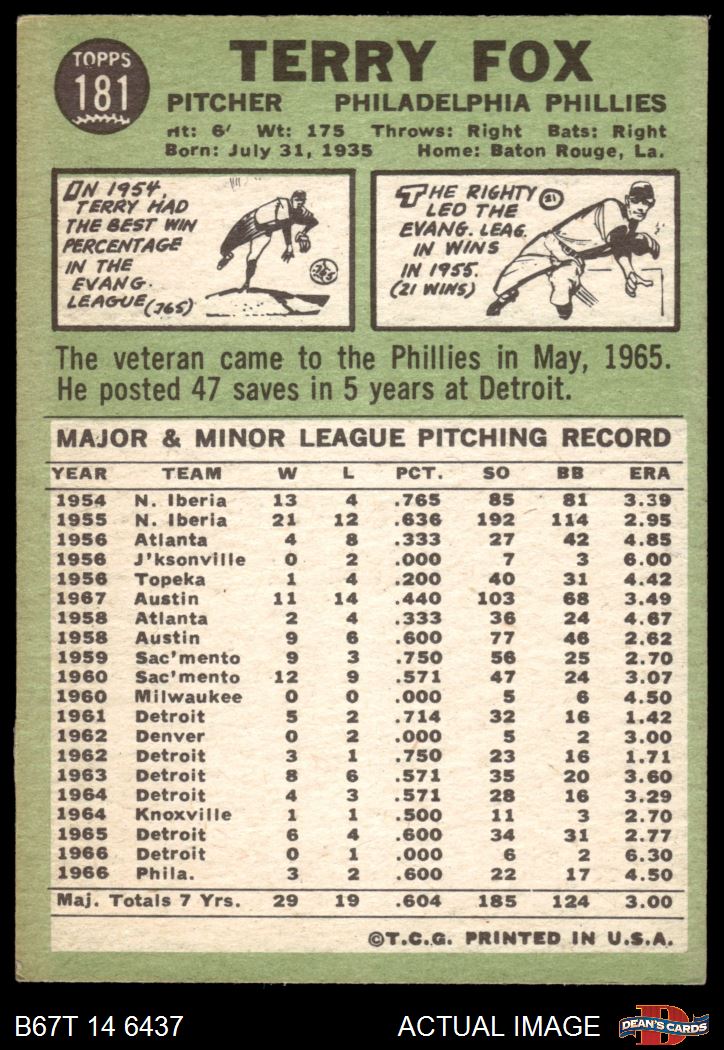 TOPPS
181
TERRY FOX
PITCHER PHILADELPHIA PHILLIES
Ht: 6' Wt: 175 Throws: Right Bats: Right
Born: July 31, 1935 Home: Baton Rouge, La.
IN 1954,
TERRY HAD
THE BEST WIN
PERCENTAGE
IN THE
EVANG.
LEAGUE (.765)
.765
THE RIGHTY
LED THE
EVANG. LEAG.
IN WINS
IN 1955.
(21 WINS)
21
The veteran came to the Phillies in May, 1965.
He posted 47 saves in 5 years at Detroit.
MAJOR & MINOR LEAGUE PITCHING RECORD
YEAR TEAM W L PCT. SO BB ERA
1954 N. Iberia 13 4 .765 85 81 3.39
1955 N. Iberia 21 12 .636 192 114 2.95
1956 Atlanta 4 8 .333 27 42 4.85
1956 J'ksonville 0 2 .000 7 3 6.00
1956 Topeka 1 4 .200 40 31 4.42
1967 Austin 11 14 .440 103 68 3.49
1958 Atlanta 2 4 .333 36 24 4.67
1958 Austin 9 6 .600 77 46 2.62
1959 Sac'mento 9 3 .750 56 25 2.70
1960 Sac'mento 12 9 .571 47 24 3.07
1960 Milwaukee 0 0 .000 5 6 4.50
1961 Detroit 5 2 .714 32 16 1.42
1962 Denver 0 2 .000 5 2 3.00
1962 Detroit 3 1 .750 23 16 1.71
1963 Detroit 8 6 .571 35 20 3.60
1964 Detroit 4 3 .571 28 16 3.29
1964 Knoxville 1 1 .500 11 3 2.70
1965 Detroit 6 4 .600 34 31 2.77
1966 Detroit 0 1 .000 6 2 6.30
1966 Phila. 3 2 .600 22 17 4.50
Maj. Totals 7 Yrs. 29 19 .604 185 124 3.00
©T.C.G. PRINTED IN U.S.A.
B67T 14 6437 ACTUAL IMAGE DEAN'S CARDS